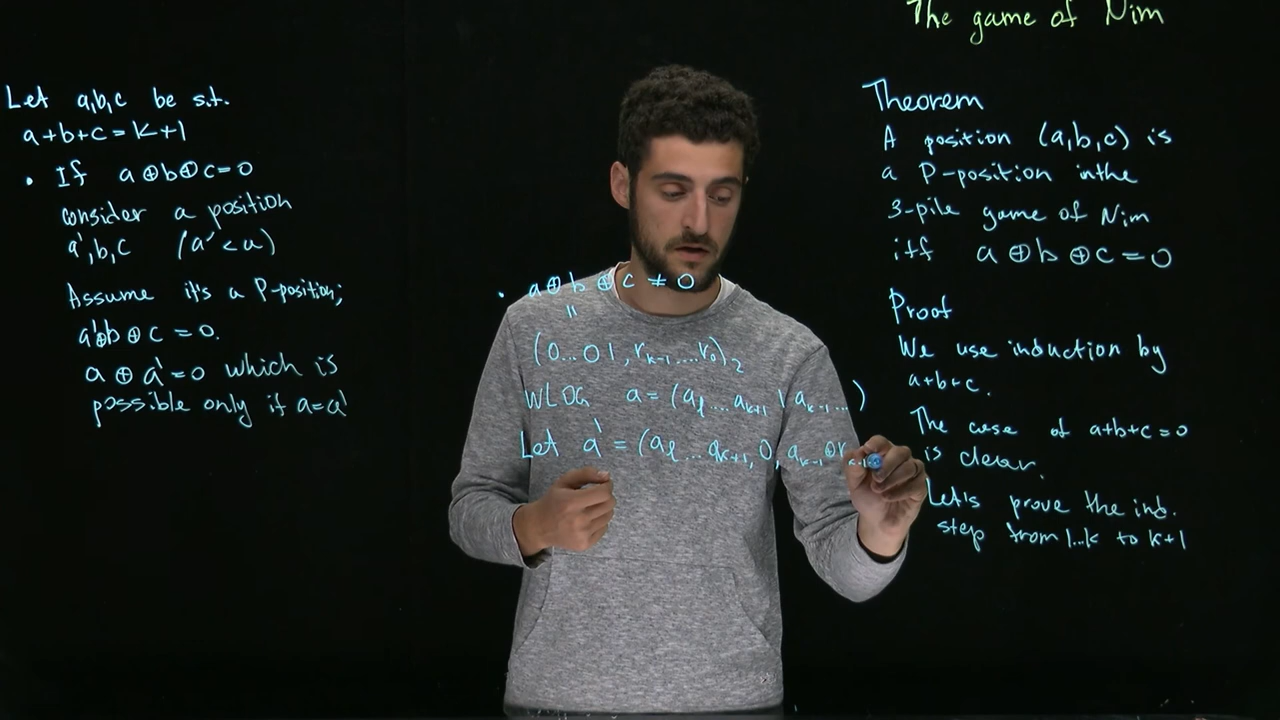 The game of Nim
Let a,b,c be s.t.
a+b+c=k+1
• If a⊕b⊕c=0
consider a position
a',b,c (a'<a)
Assume it's a P-position;
a'⊕b⊕c=0.
a⊕a'=0 which is
possible only if a=a'
• a⊕b⊕c≠0
=
(0...01, r_{k-1}....r_0)_2
WLOG a=(a_l...a_{k+1} 1 a_{k-1}...)
Let a'=(a_l...a_{k+1}, 0, a_{k-1}⊕r_{k-1}
Theorem
A position (a,b,c) is
a P-position in the
3-pile game of Nim
iff a⊕b⊕c=0
Proof
We use induction by
a+b+c.
The case of a+b+c=0
is clear.
Let's prove the ind.
step from 1..k to k+1